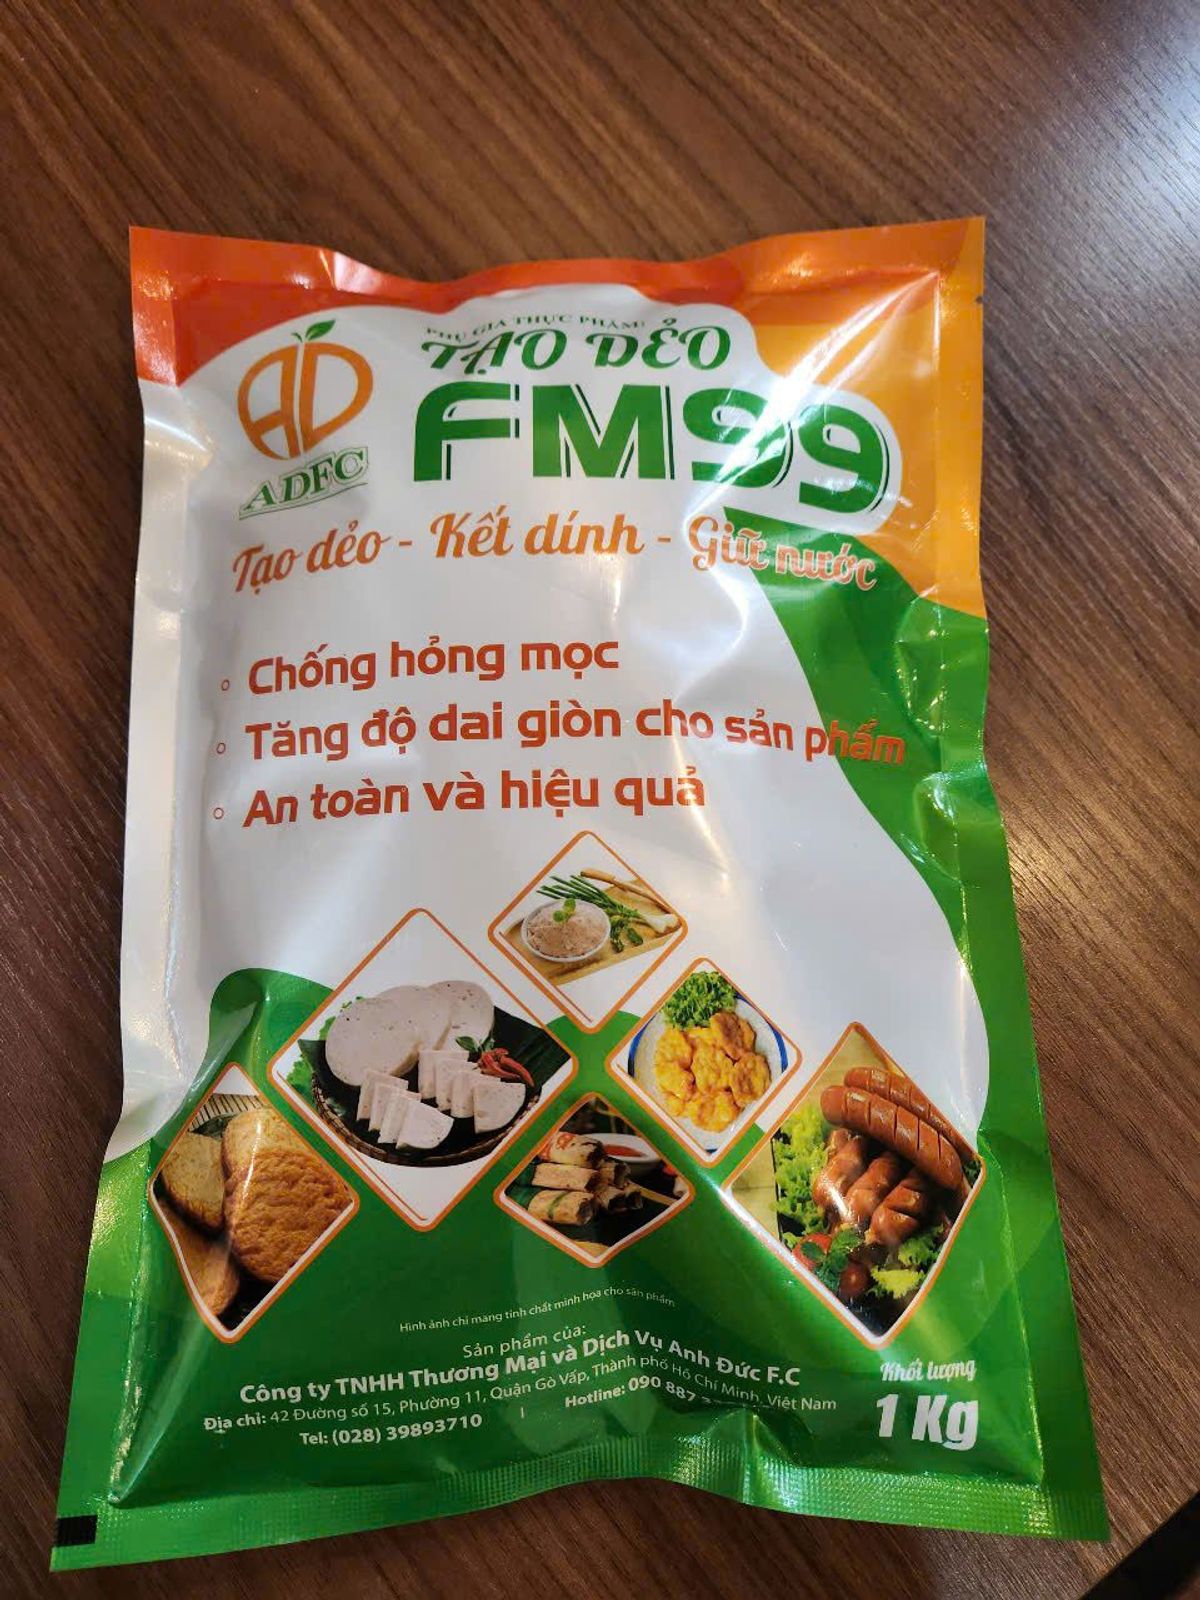 AD
ADFC
PHỤ GIA THỰC PHẨM
TẠO DẺO
FM99
Tạo dẻo - Kết dính - Giữ nước
Chống hỏng mọc
Tăng độ dai giòn cho sản phẩm
An toàn và hiệu quả
Hình ảnh chỉ mang tính chất minh họa cho sản phẩm
Sản phẩm của:
Công ty TNHH Thương Mại và Dịch Vụ Anh Đức F.C
Địa chỉ: 42 Đường số 15, Phường 11, Quận Gò Vấp, Thành phố Hồ Chí Minh, Việt Nam
Tel: (028) 39893710 | Hotline: 090 887
Khối lượng
1 Kg